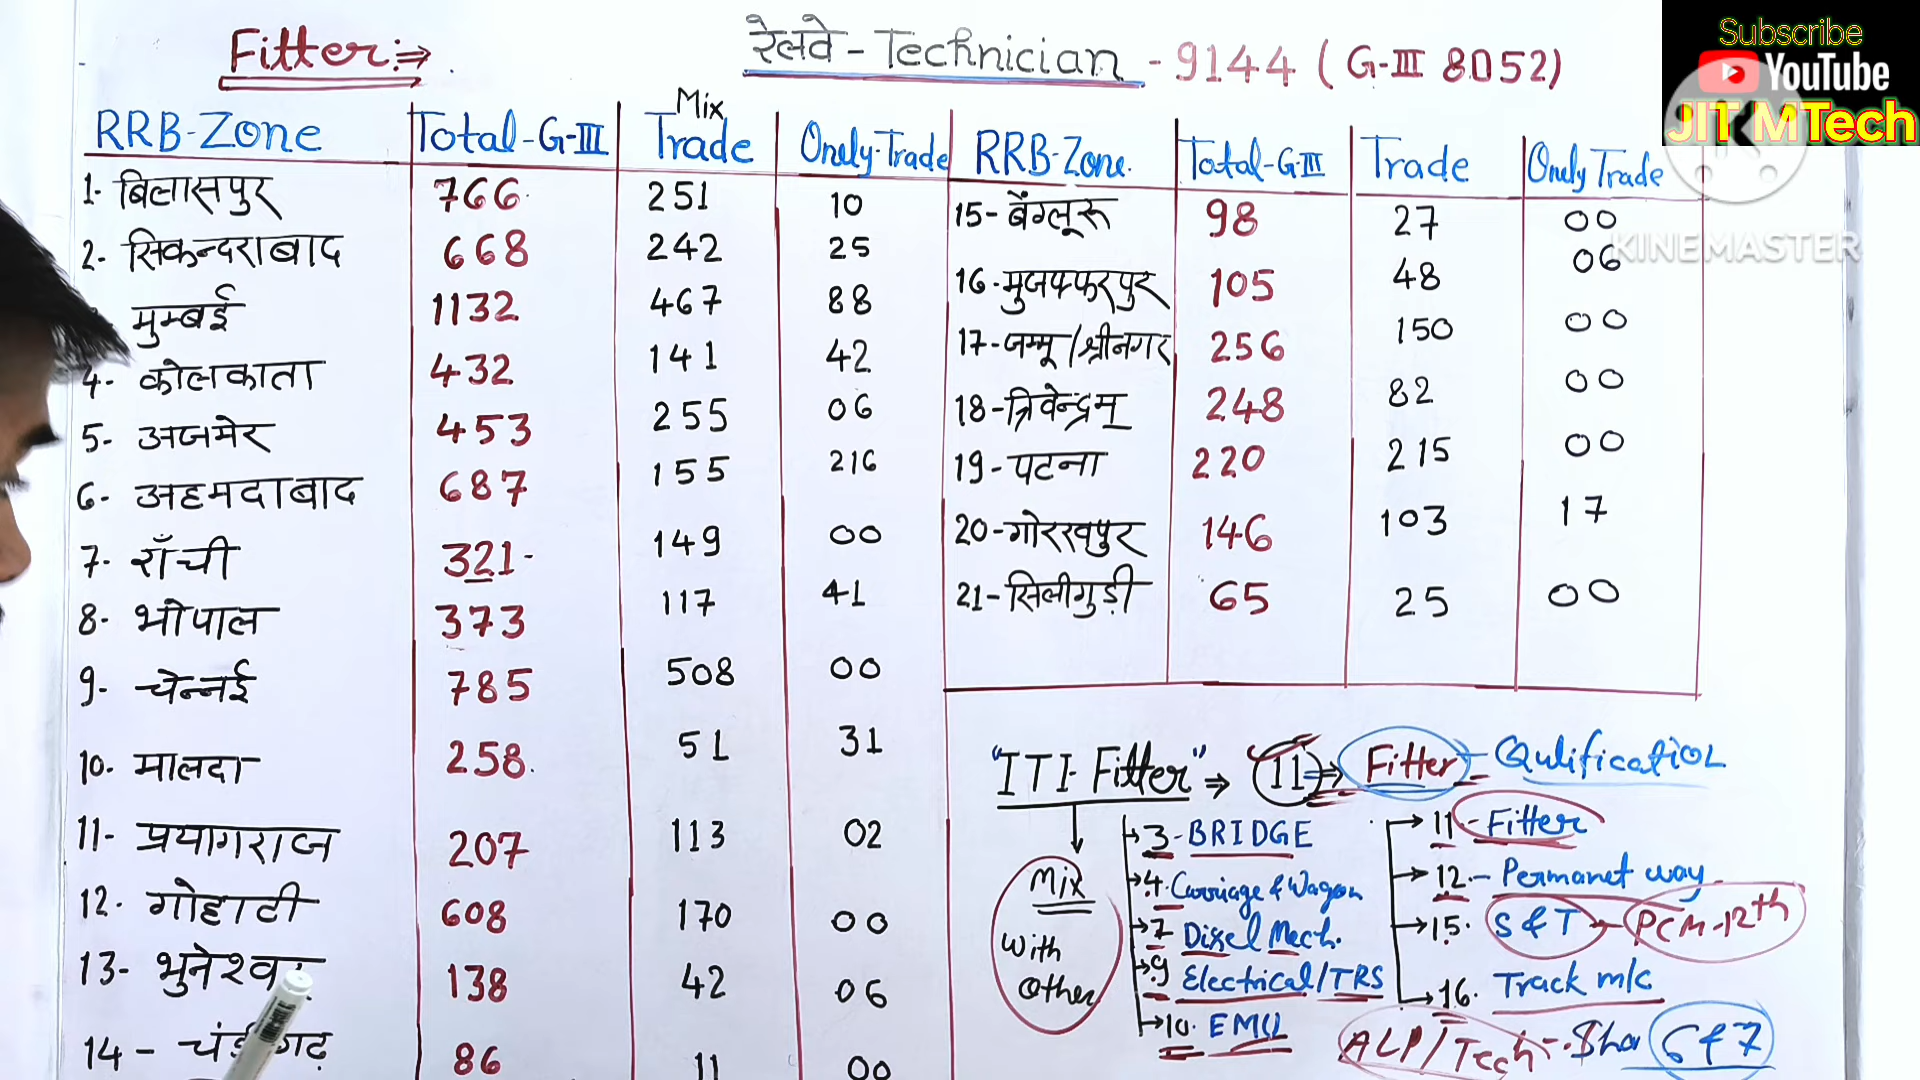 Fitter:⇒
रेलवे - Technician - 9144 ( G-III 8052)
Subscribe
YouTube
JIT MTech
KINEMASTER
RRB-Zone Total-G-III Mix Trade Onely-Trade
1- बिलासपुर 766 251 10
2- सिकन्दराबाद 668 242 25
मुम्बई 1132 467 88
4- कोलकाता 432 141 42
5- अजमेर 453 255 06
6- अहमदाबाद 687 155 216
7- राँची 321- 149 00
8- भोपाल 373 117 41
9- चेन्नई 785 508 00
10- मालदा 258. 51 31
11- प्रयागराज 207 113 02
12- गोहाटी 608 170 00
13- भुनेश्वर 138 42 06
14- चंडीगढ़ 86 11 00
RRB-Zone. Total-G-III Trade Onely Trade
15- बेंग्लूरू 98 27 00
16- मुजफ्फरपुर 105 48 06
17- जम्मू/श्रीनगर 256 150 00
18- त्रिवेन्द्रम 248 82 00
19- पटना 220 215 00
20- गोरखपुर 146 103 17
21- सिलीगुड़ी 65 25 00
"ITI-Fitter" ⇒ 11 ⇒ Fitter - Qulification
Mix
With
Other
→3- BRIDGE
→4. Carriage & Wagon
→7 Disel Mech.
→9 Electrical/TRS
→10. EMU
→11- Fitter
→12.- Permanet way
→15. S & T → PCM-12th
→16. Track m/c
ALP/Tech -
6 & 7